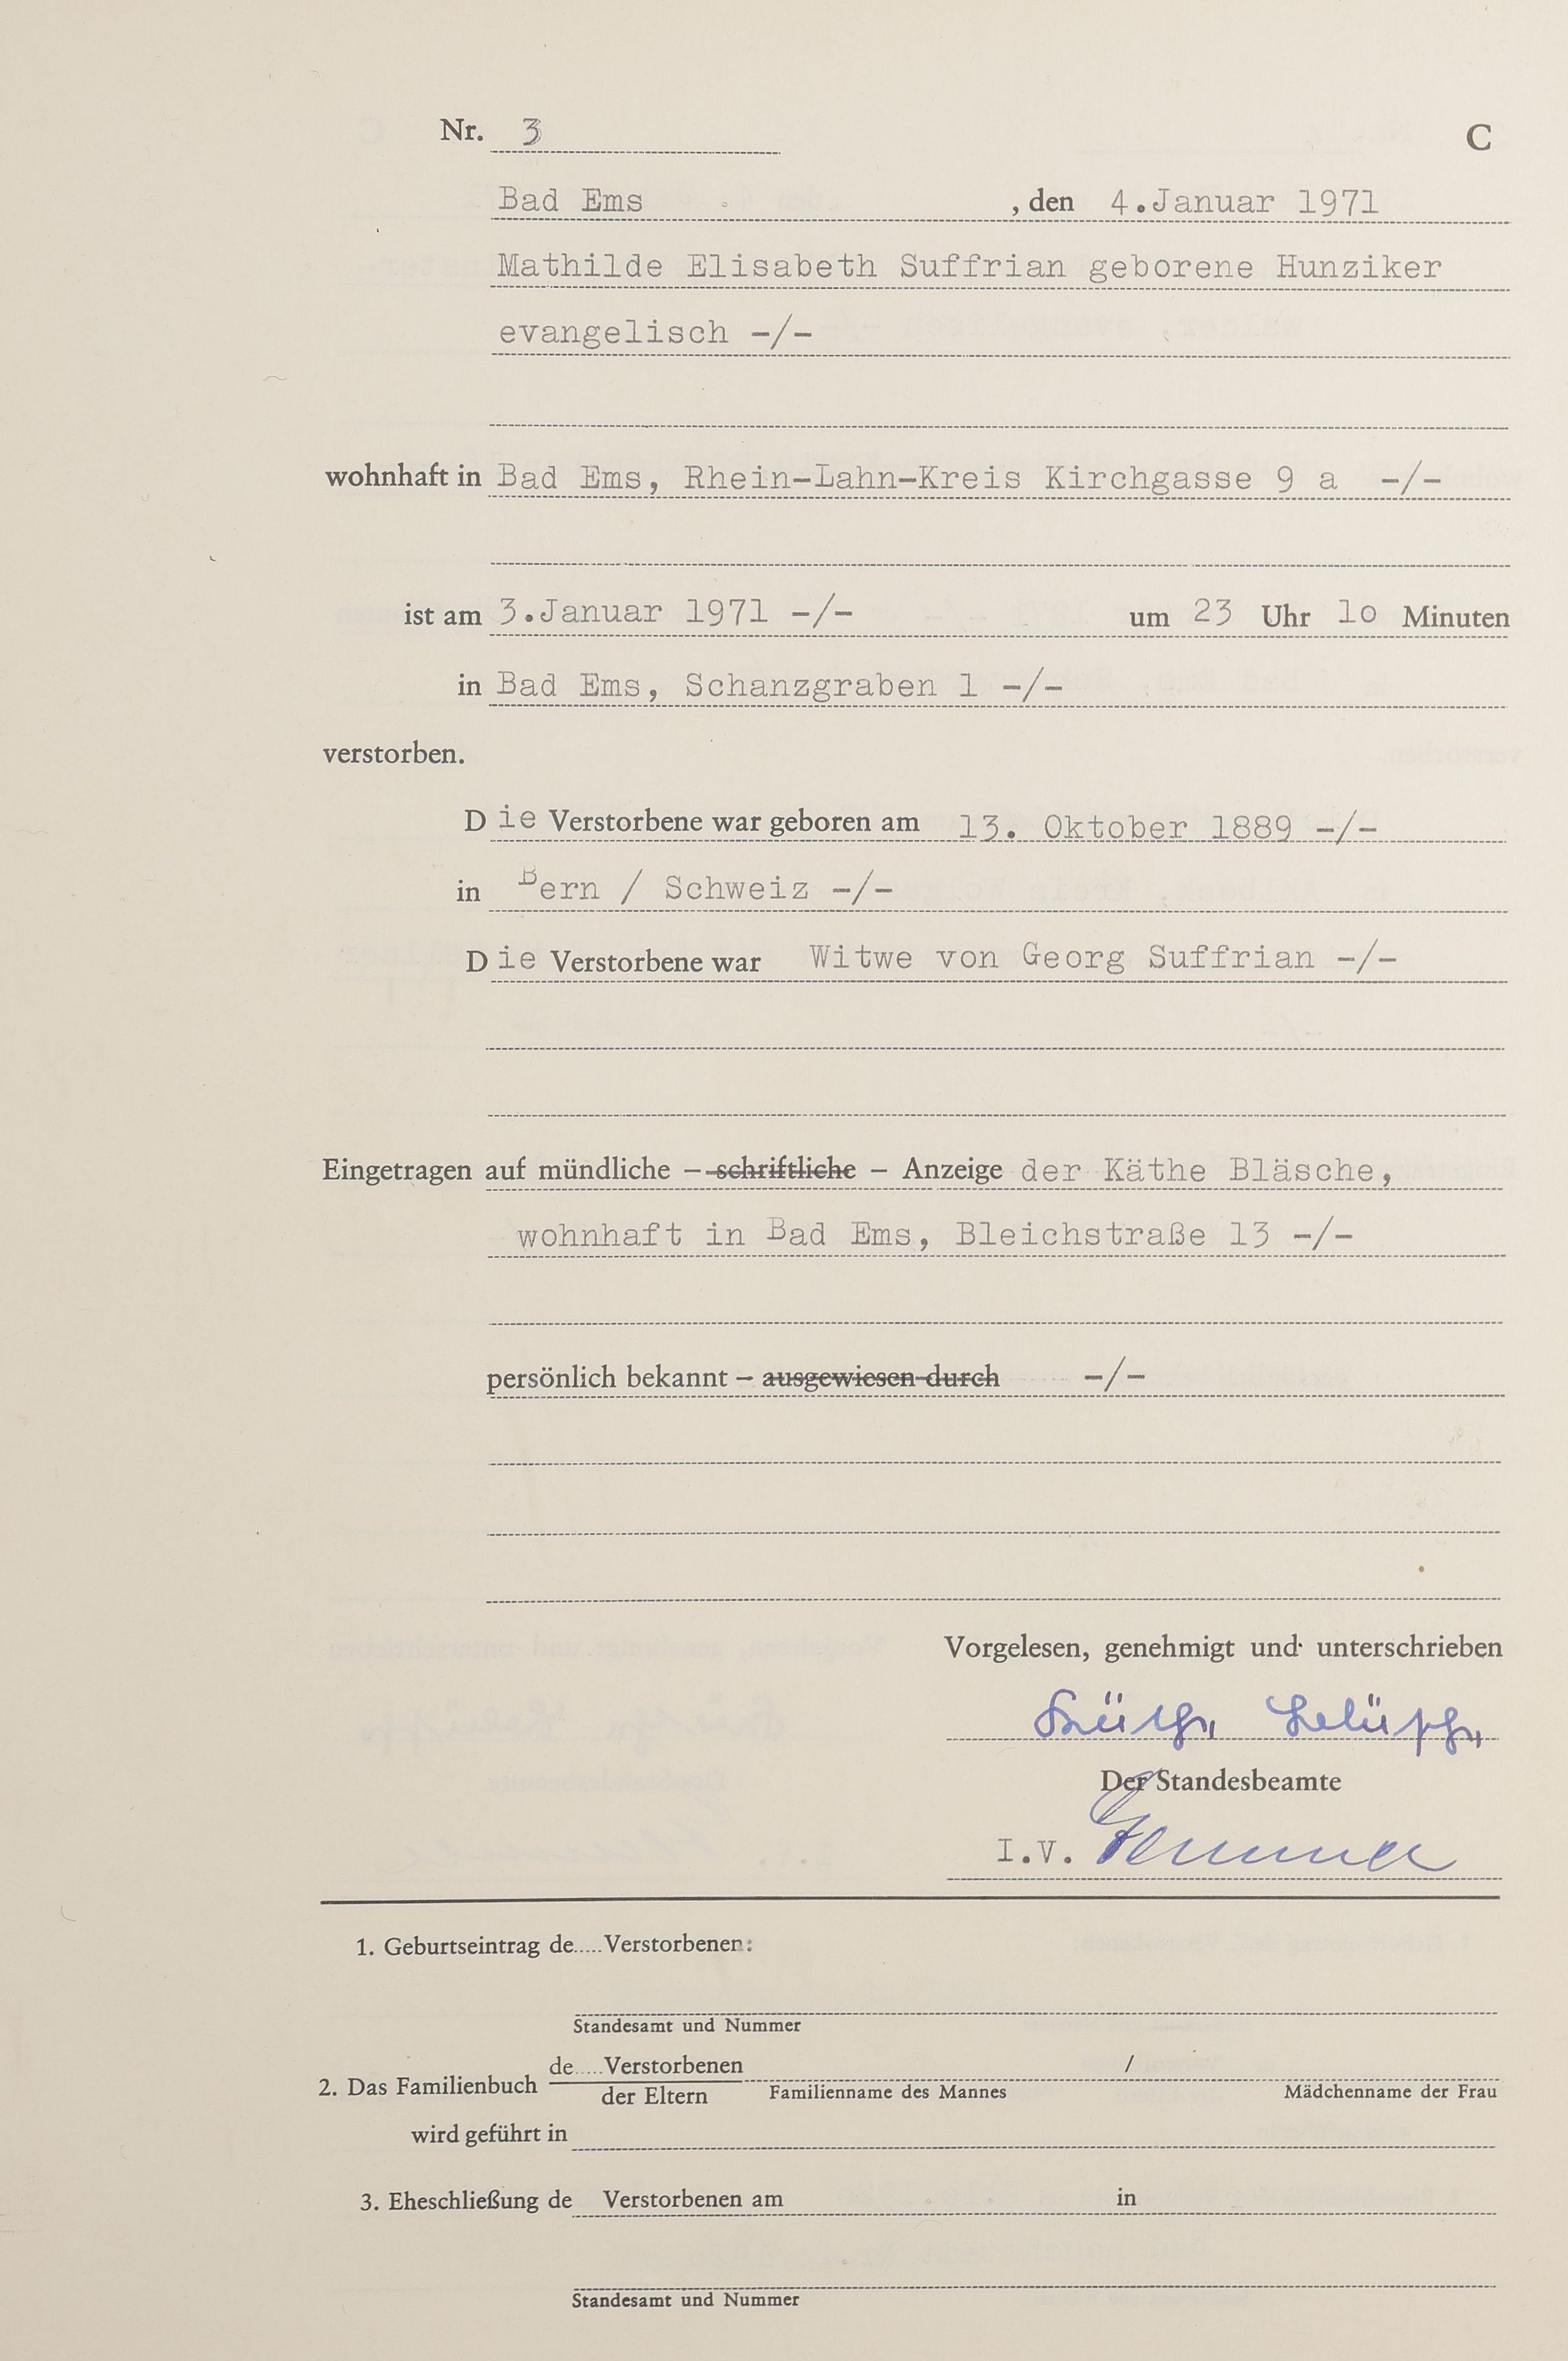 Nr. 3
C
Bad Ems , den 4.Januar 1971
Mathilde Elisabeth Suffrian geborene Hunziker
evangelisch -/-
wohnhaft in Bad Ems, Rhein-Lahn-Kreis Kirchgasse 9 a -/-
ist am 3.Januar 1971 -/- um 23 Uhr 1o Minuten
in Bad Ems, Schanzgraben 1 -/-
verstorben.
Die Verstorbene war geboren am 13. Oktober 1889 -/-
in Bern / Schweiz -/-
Die Verstorbene war Witwe von Georg Suffrian -/-
Eingetragen auf mündliche - schriftliche - Anzeige der Käthe Bläsche,
wohnhaft in Bad Ems, Bleichstraße 13 -/-
persönlich bekannt - ausgewiesen durch -/-
Vorgelesen, genehmigt und unterschrieben
Der Standesbeamte
I.V.
1. Geburtseintrag de.....Verstorbenen:
Standesamt und Nummer
2. Das Familienbuch de.....Verstorbenen /
der Eltern Familienname des Mannes Mädchenname der Frau
wird geführt in
3. Eheschließung de Verstorbenen am in
Standesamt und Nummer